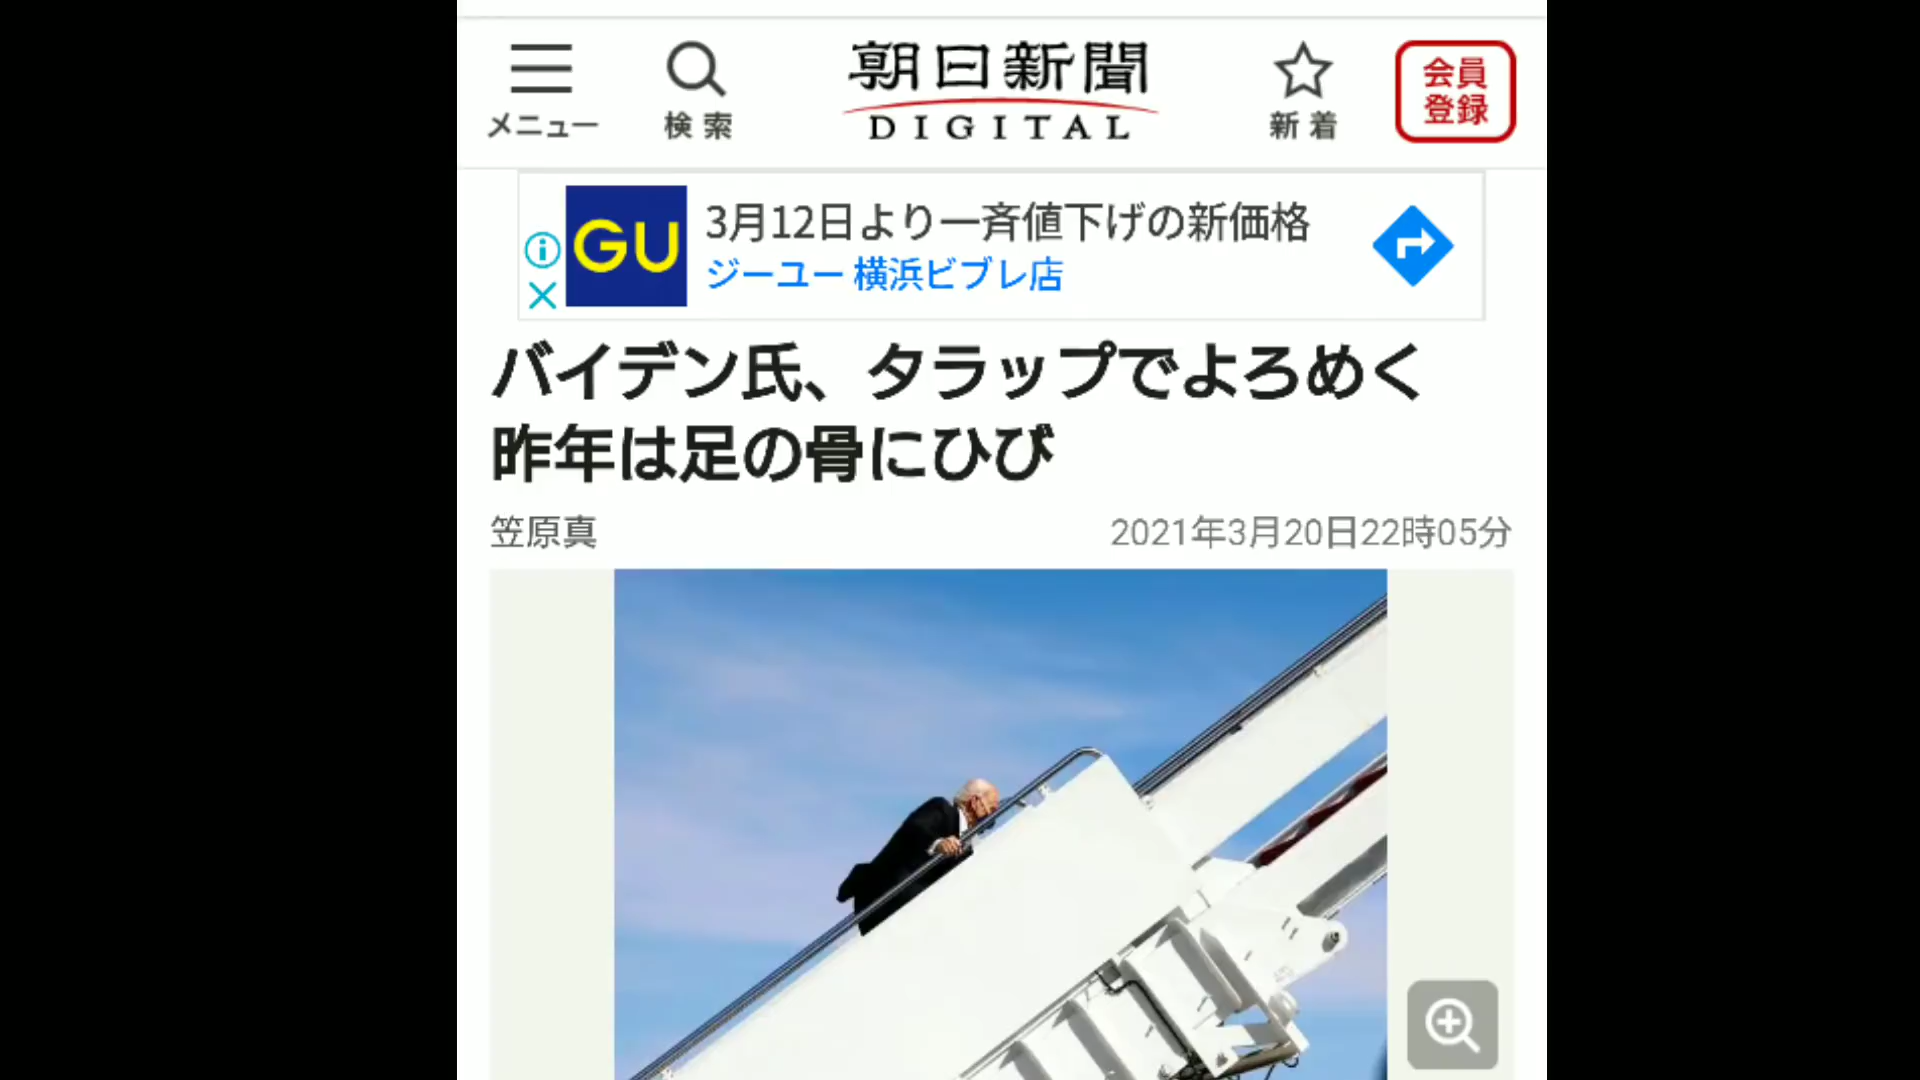 メニュー
検索
朝日新聞
DIGITAL
新着
会員
登録
GU
3月12日より一斉値下げの新価格
ジーユー 横浜ビブレ店
バイデン氏、タラップでよろめく
昨年は足の骨にひび
笠原真
2021年3月20日22時05分